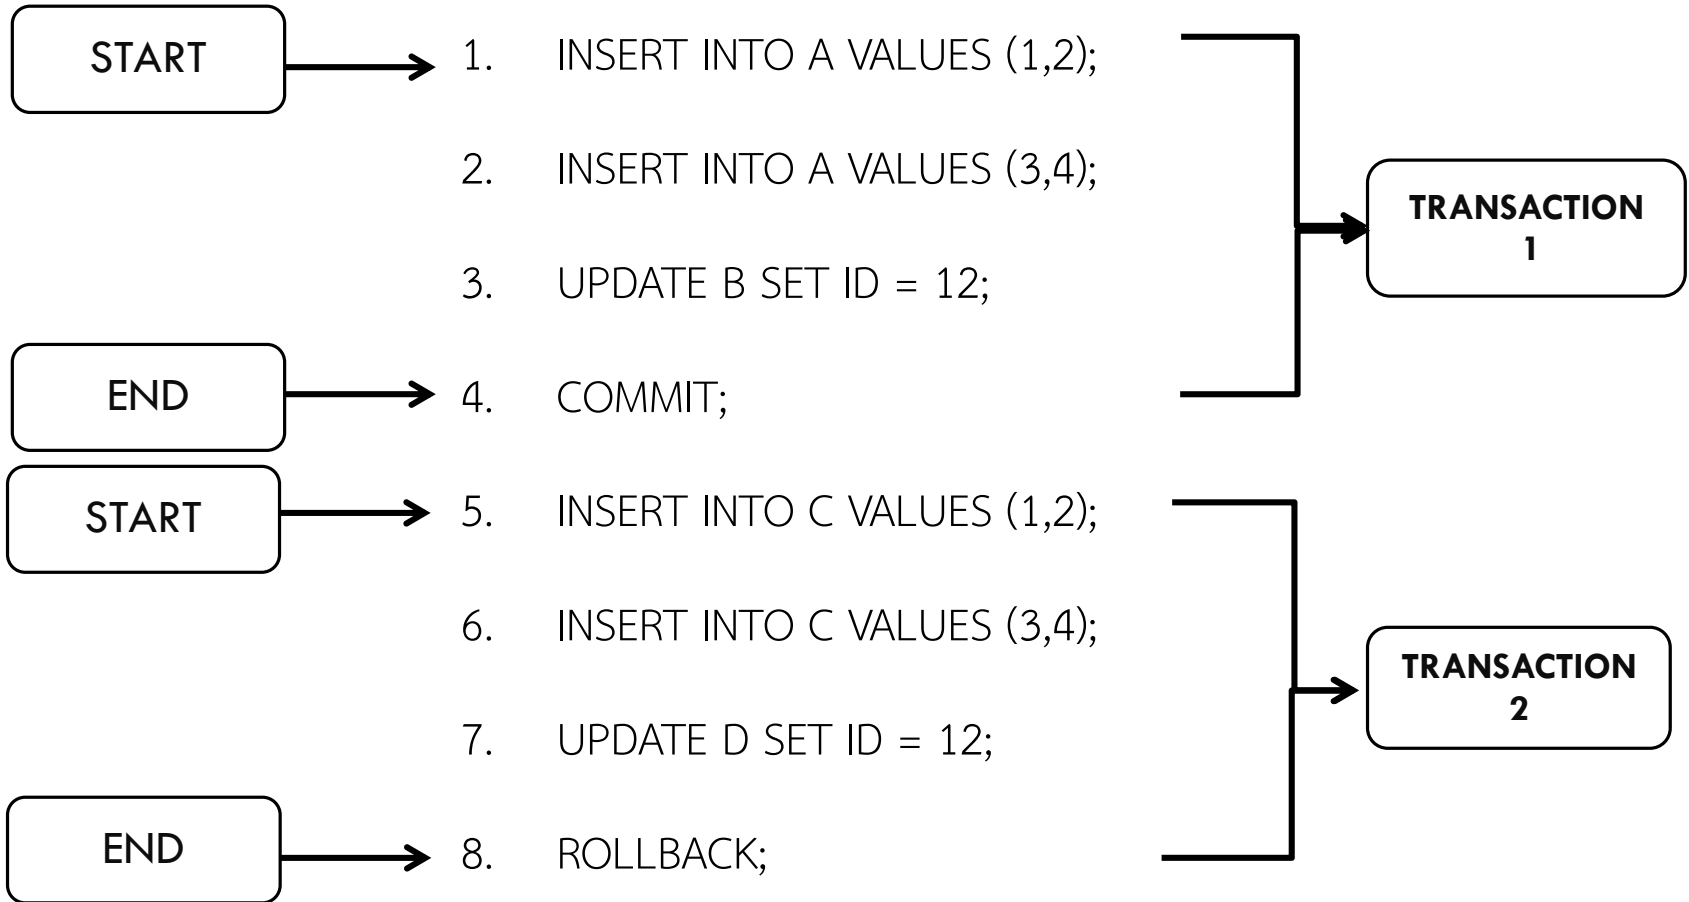 START
1. INSERT INTO A VALUES (1,2);
2. INSERT INTO A VALUES (3,4);
TRANSACTION
1
3. UPDATE B SET ID = 12;
END
4. COMMIT;
START
5. INSERT INTO C VALUES (1,2);
6. INSERT INTO C VALUES (3,4);
TRANSACTION
2
7. UPDATE D SET ID = 12;
END
8. ROLLBACK;